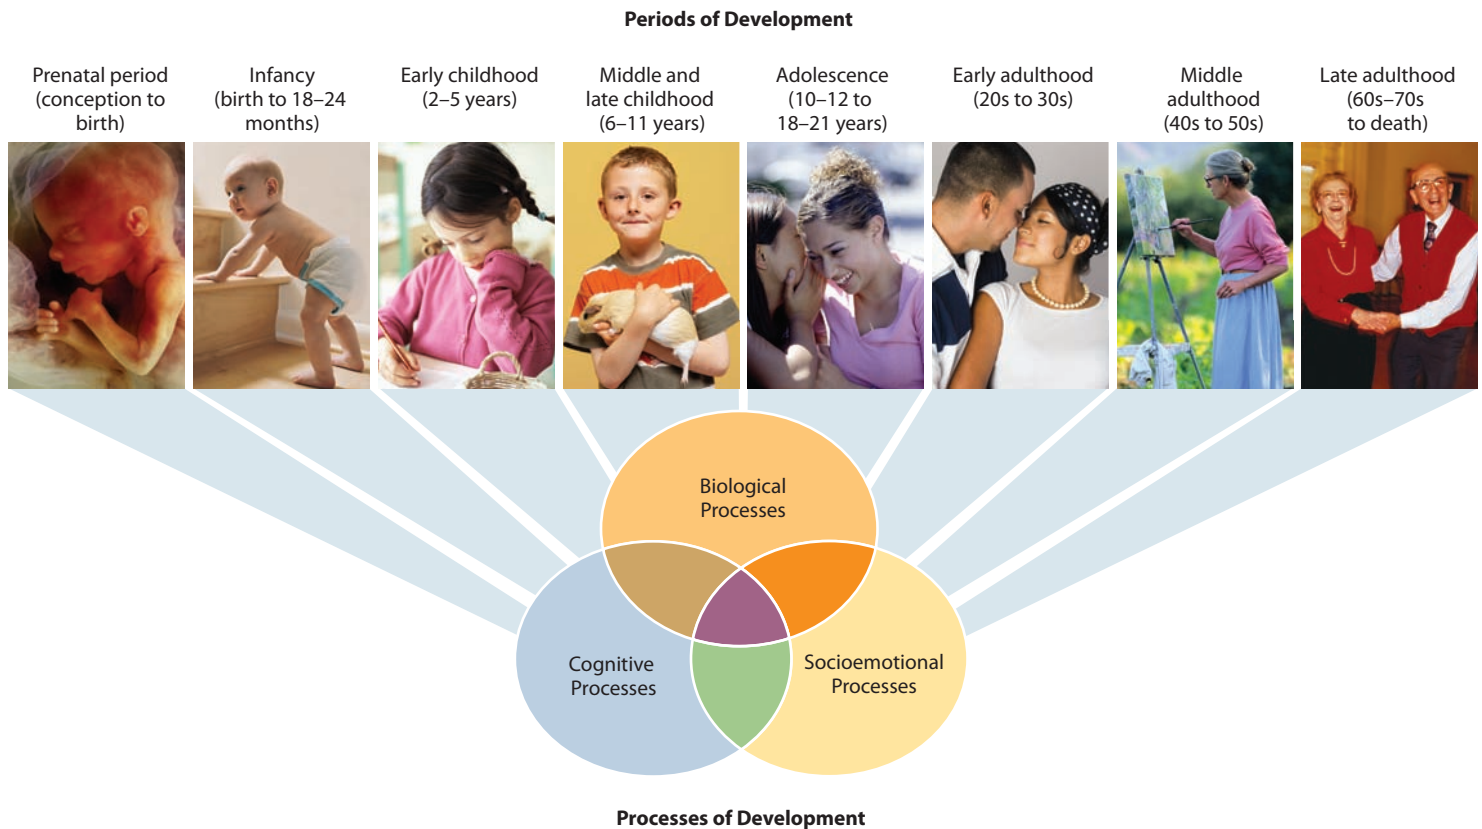 Periods of Development
Prenatal period
(conception to
birth)
Infancy
(birth to 18–24
months)
Early childhood
(2–5 years)
Middle and
late childhood
(6–11 years)
Adolescence
(10–12 to
18–21 years)
Early adulthood
(20s to 30s)
Middle
adulthood
(40s to 50s)
Late adulthood
(60s–70s
to death)
Biological
Processes
Cognitive
Processes
Socioemotional
Processes
Processes of Development